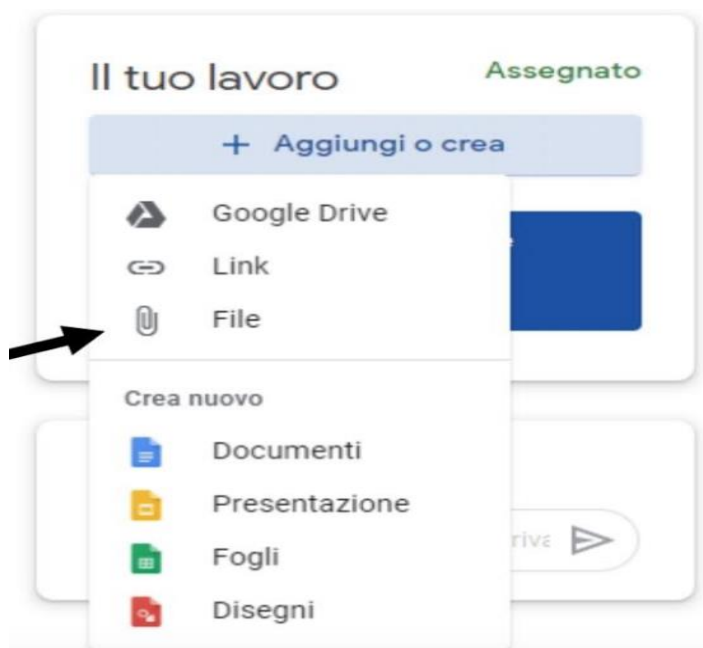 Il tuo lavoro
Assegnato
+ Aggiungi o crea
Google Drive
Link
File
Crea nuovo
Documenti
Presentazione
Fogli
Disegni